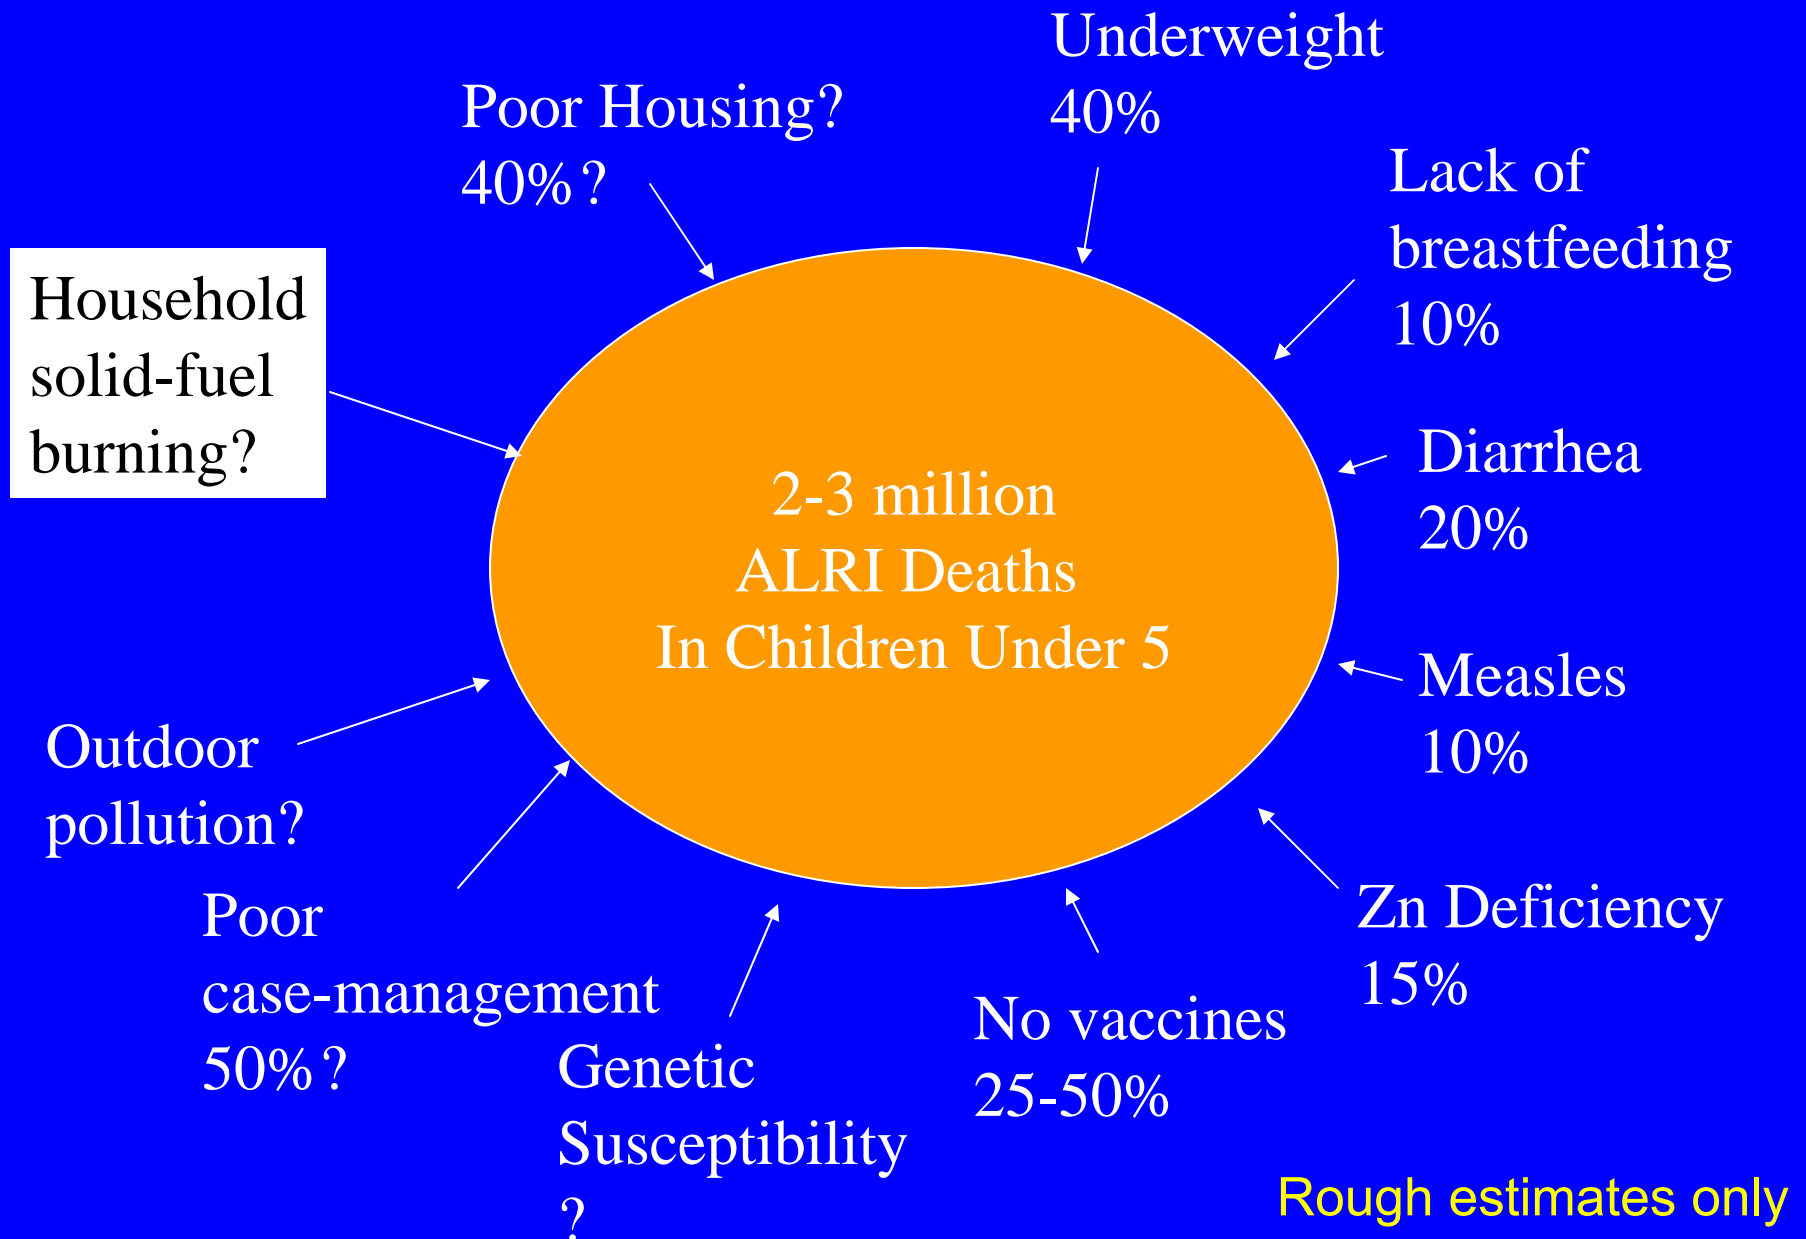 Underweight
40%
Poor Housing?
40%?
Lack of
breastfeeding
10%
Household
solid-fuel
burning?
Diarrhea
20%
2-3 million
ALRI Deaths
In Children Under 5
Measles
10%
Outdoor
pollution?
Zn Deficiency
15%
Poor
case-management
50%?
No vaccines
25-50%
Genetic
Susceptibility
?
Rough estimates only